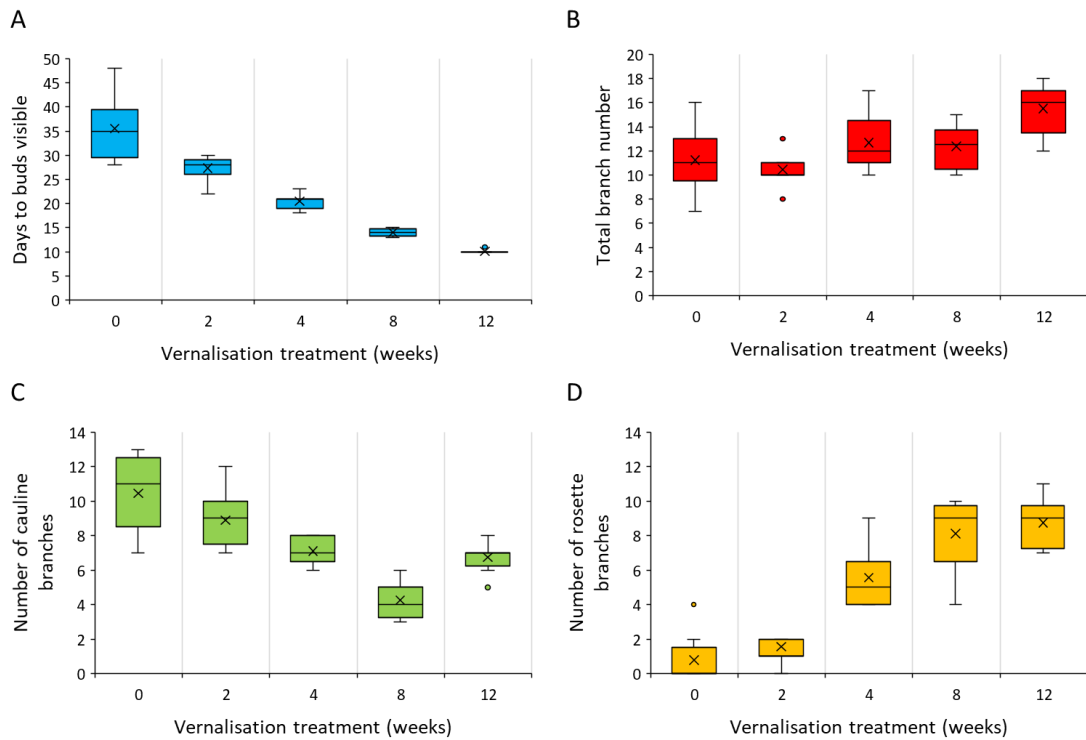 A
Days to buds visible
50
45
40
35
30
25
20
15
10
5
0
0 2 4 8 12
Vernalisation treatment (weeks)
B
Total branch number
20
18
16
14
12
10
8
6
4
2
0
0 2 4 8 12
Vernalisation treatment (weeks)
C
Number of cauline
branches
14
12
10
8
6
4
2
0
0 2 4 8 12
Vernalisation treatment (weeks)
D
Number of rosette
branches
14
12
10
8
6
4
2
0
0 2 4 8 12
Vernalisation treatment (weeks)